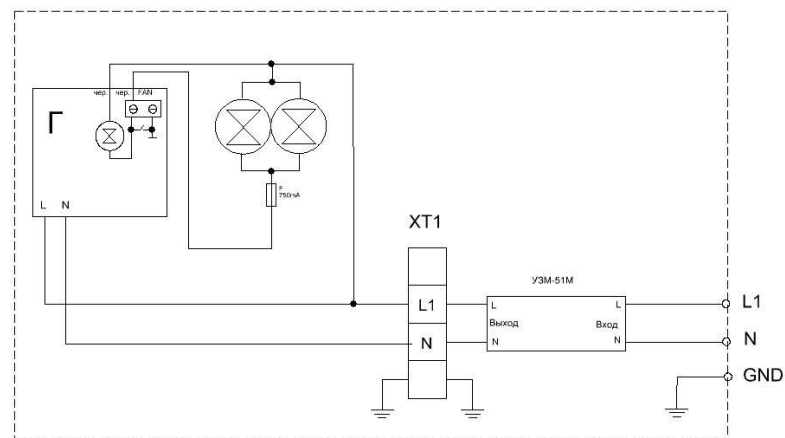 чер. чер. FAN
Г
L N
F
750mA
XT1
УЗМ-51М
L1
L
L
L1
Выход
Вход
N
N
N
N
GND